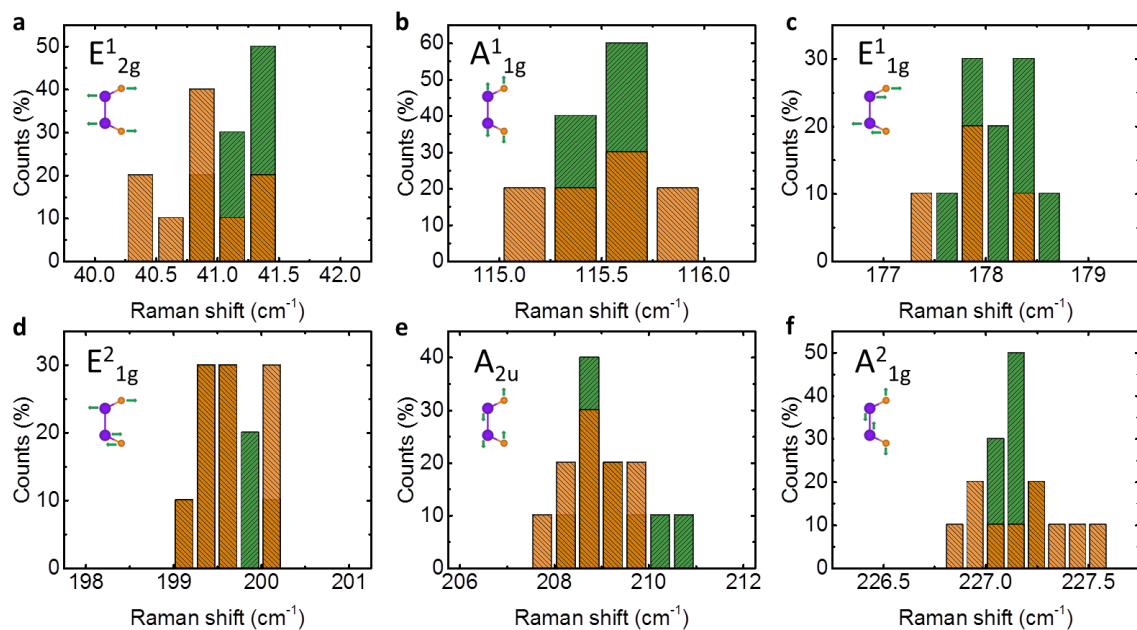 a
E¹₂g
Counts (%)
50
40
30
20
10
0
40.0 40.5 41.0 41.5 42.0
Raman shift (cm⁻¹)
b
A¹₁g
Counts (%)
60
50
40
30
20
10
0
115.0 115.5 116.0
Raman shift (cm⁻¹)
c
E¹₁g
Counts (%)
30
20
10
0
177 178 179
Raman shift (cm⁻¹)
d
E²₁g
Counts (%)
30
20
10
0
198 199 200 201
Raman shift (cm⁻¹)
e
A₂u
Counts (%)
40
30
20
10
0
206 208 210 212
Raman shift (cm⁻¹)
f
A²₁g
Counts (%)
50
40
30
20
10
0
226.5 227.0 227.5
Raman shift (cm⁻¹)